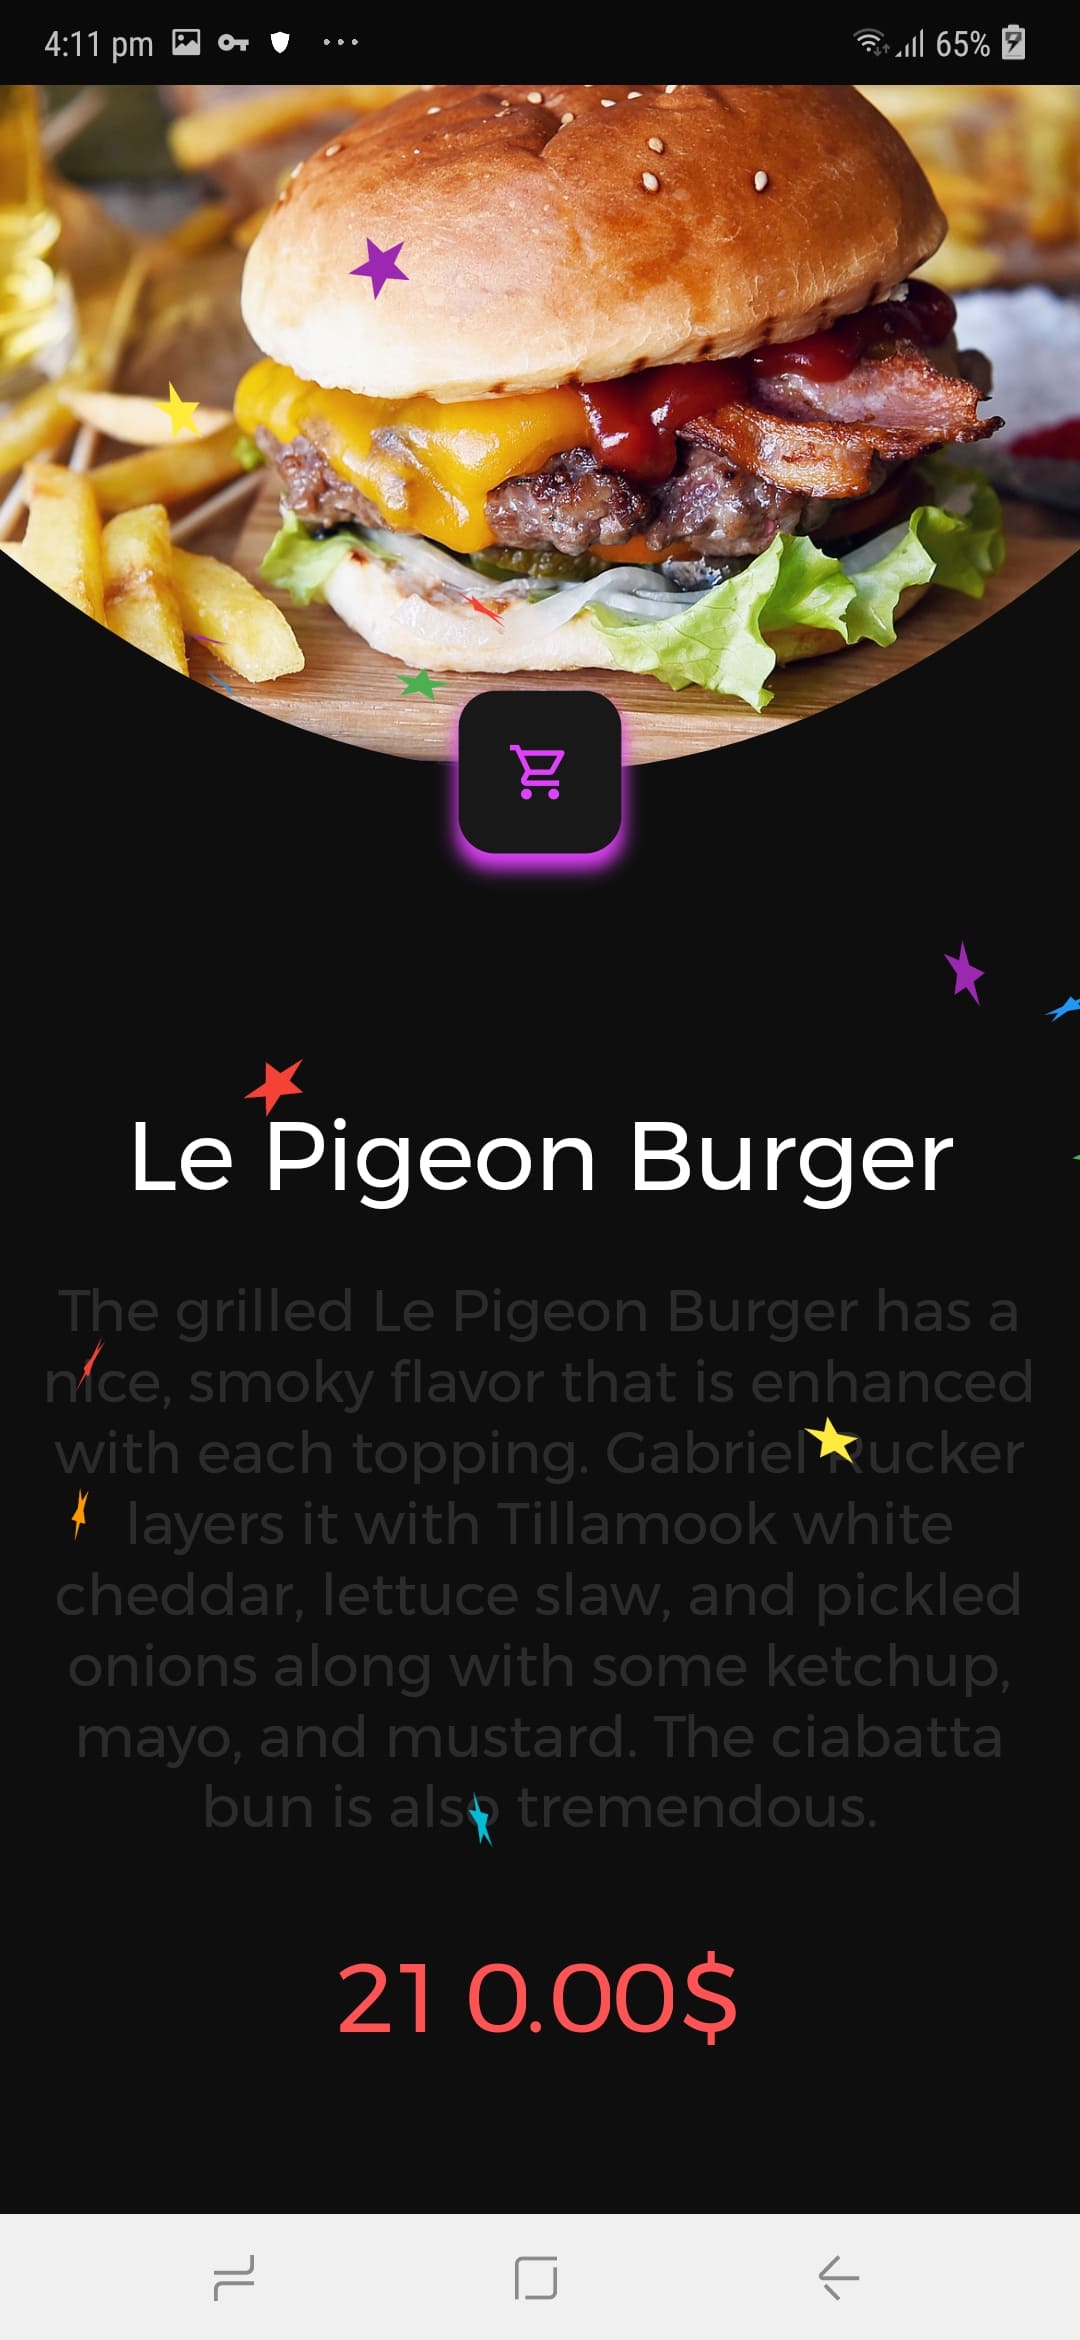 4:11 pm
65%
Le Pigeon Burger
The grilled Le Pigeon Burger has a
nice, smoky flavor that is enhanced
with each topping. Gabriel Rucker
layers it with Tillamook white
cheddar, lettuce slaw, and pickled
onions along with some ketchup,
mayo, and mustard. The ciabatta
bun is also tremendous.
21 0.00$